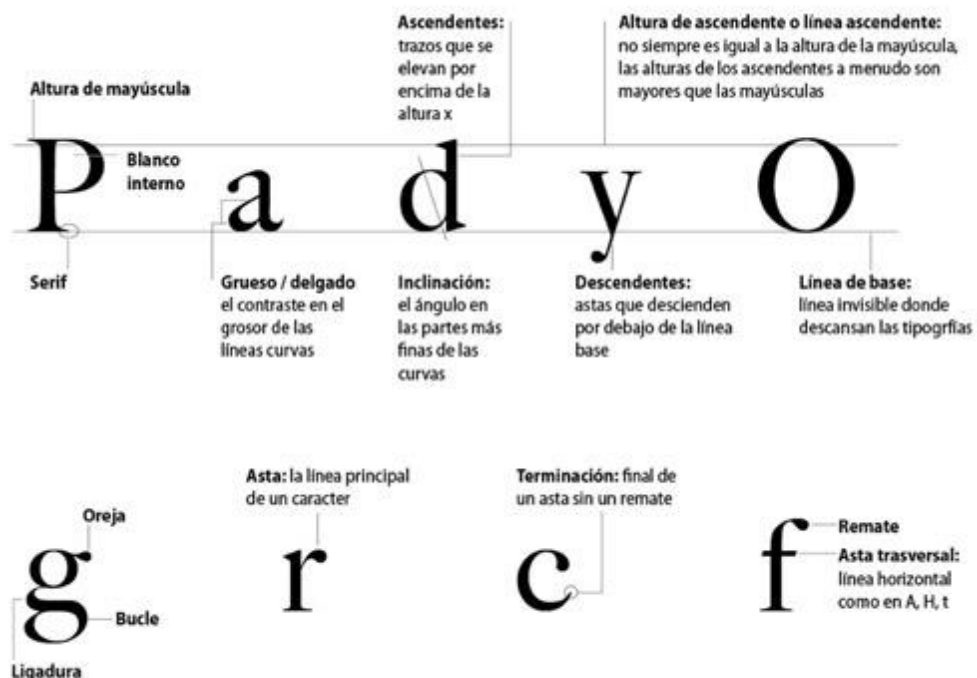 Ascendentes:
trazos que se
elevan por
encima de la
altura x
Altura de ascendente o línea ascendente:
no siempre es igual a la altura de la mayúscula,
las alturas de los ascendentes a menudo son
mayores que las mayúsculas
Altura de mayúscula
Blanco
interno
P a d y O
Serif
Grueso / delgado
el contraste en el
grosor de las
líneas curvas
Inclinación:
el ángulo en
las partes más
finas de las
curvas
Descendentes:
astas que descienden
por debajo de la línea
base
Línea de base:
línea invisible donde
descansan las tipogrfías
Asta: la línea principal
de un caracter
Terminación: final de
un asta sin un remate
Oreja
g r c f
Remate
Asta trasversal:
línea horizontal
como en A, H, t
Bucle
Ligadura